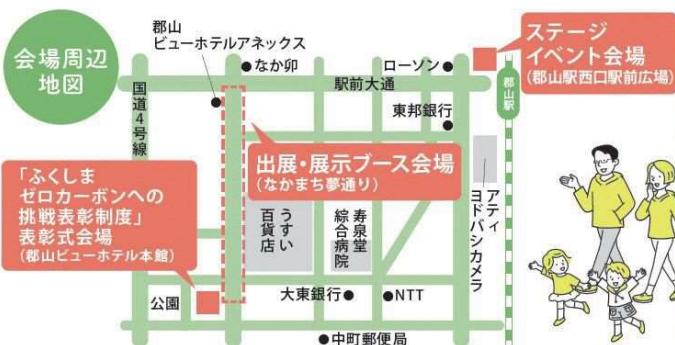 会場周辺
地図
郡山
ビューホテルアネックス
なか卯
ローソン
駅前大通
国道4号線
東邦銀行
ステージ
イベント会場
(郡山駅西口駅前広場)
郡山駅
出展・展示ブース会場
(なかまち夢通り)
「ふくしま
ゼロカーボンへの
挑戦表彰制度」
表彰式会場
(郡山ビューホテル本館)
うすい
百貨店
寿泉堂
綜合病院
アティ
ヨドバシカメラ
公園
大東銀行
NTT
中町郵便局